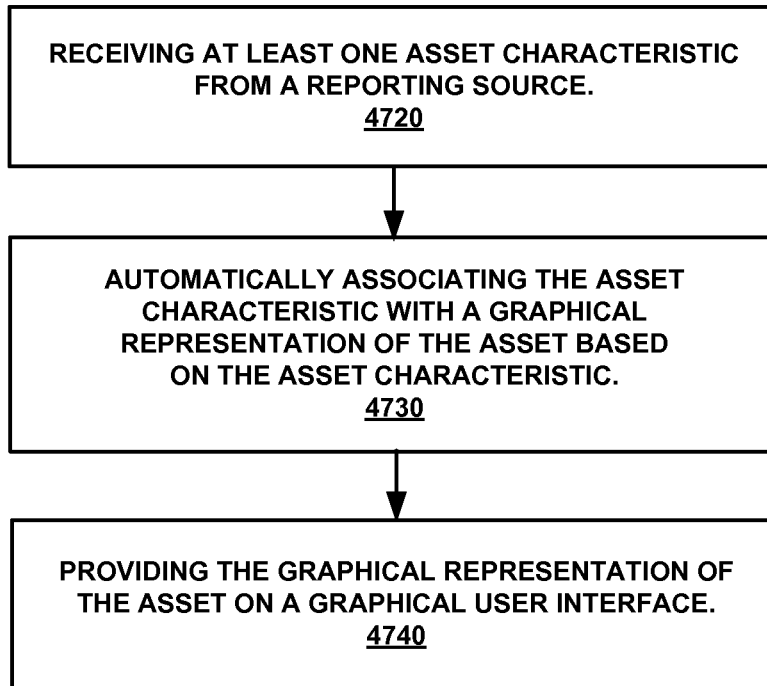 RECEIVING AT LEAST ONE ASSET CHARACTERISTIC
FROM A REPORTING SOURCE.
4720
AUTOMATICALLY ASSOCIATING THE ASSET
CHARACTERISTIC WITH A GRAPHICAL
REPRESENTATION OF THE ASSET BASED
ON THE ASSET CHARACTERISTIC.
4730
PROVIDING THE GRAPHICAL REPRESENTATION OF
THE ASSET ON A GRAPHICAL USER INTERFACE.
4740